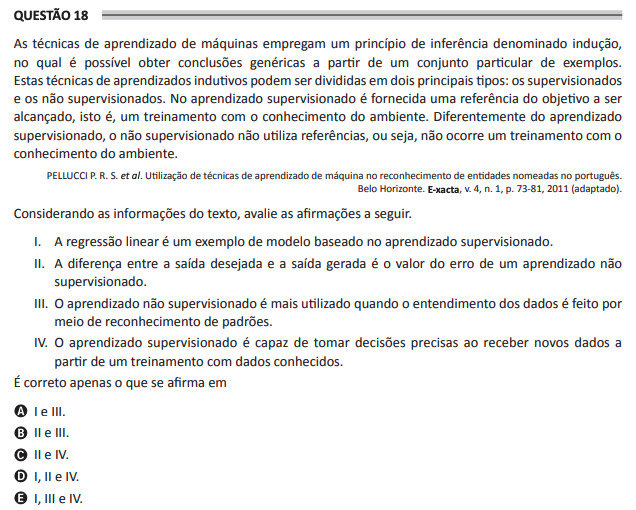 QUESTÃO 18
As técnicas de aprendizado de máquinas empregam um princípio de inferência denominado indução,
no qual é possível obter conclusões genéricas a partir de um conjunto particular de exemplos.
Estas técnicas de aprendizados indutivos podem ser divididas em dois principais tipos: os supervisionados
e os não supervisionados. No aprendizado supervisionado é fornecida uma referência do objetivo a ser
alcançado, isto é, um treinamento com o conhecimento do ambiente. Diferentemente do aprendizado
supervisionado, o não supervisionado não utiliza referências, ou seja, não ocorre um treinamento com o
conhecimento do ambiente.
PELLUCCI P. R. S. et al. Utilização de técnicas de aprendizado de máquina no reconhecimento de entidades nomeadas no português.
Belo Horizonte. E-xacta, v. 4, n. 1, p. 73-81, 2011 (adaptado).
Considerando as informações do texto, avalie as afirmações a seguir.
I. A regressão linear é um exemplo de modelo baseado no aprendizado supervisionado.
II. A diferença entre a saída desejada e a saída gerada é o valor do erro de um aprendizado não
supervisionado.
III. O aprendizado não supervisionado é mais utilizado quando o entendimento dos dados é feito por
meio de reconhecimento de padrões.
IV. O aprendizado supervisionado é capaz de tomar decisões precisas ao receber novos dados a
partir de um treinamento com dados conhecidos.
É correto apenas o que se afirma em
A I e III.
B II e III.
C II e IV.
D I, II e IV.
E I, III e IV.